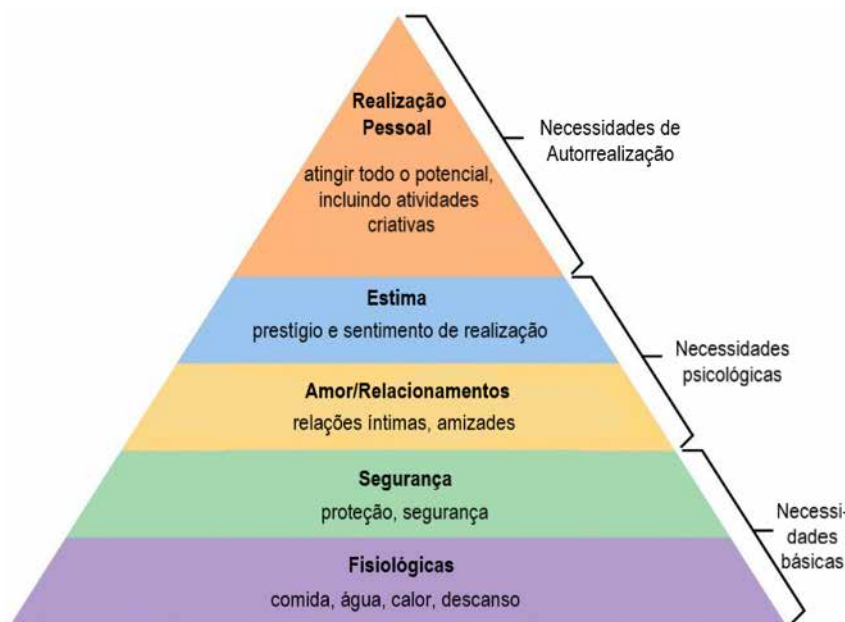 Realização
Pessoal
atingir todo o potencial,
incluindo atividades
criativas
Necessidades de
Autorrealização
Estima
prestígio e sentimento de realização
Necessidades
psicológicas
Amor/Relacionamentos
relações íntimas, amizades
Segurança
proteção, segurança
Necessi-
dades
básicas
Fisiológicas
comida, água, calor, descanso